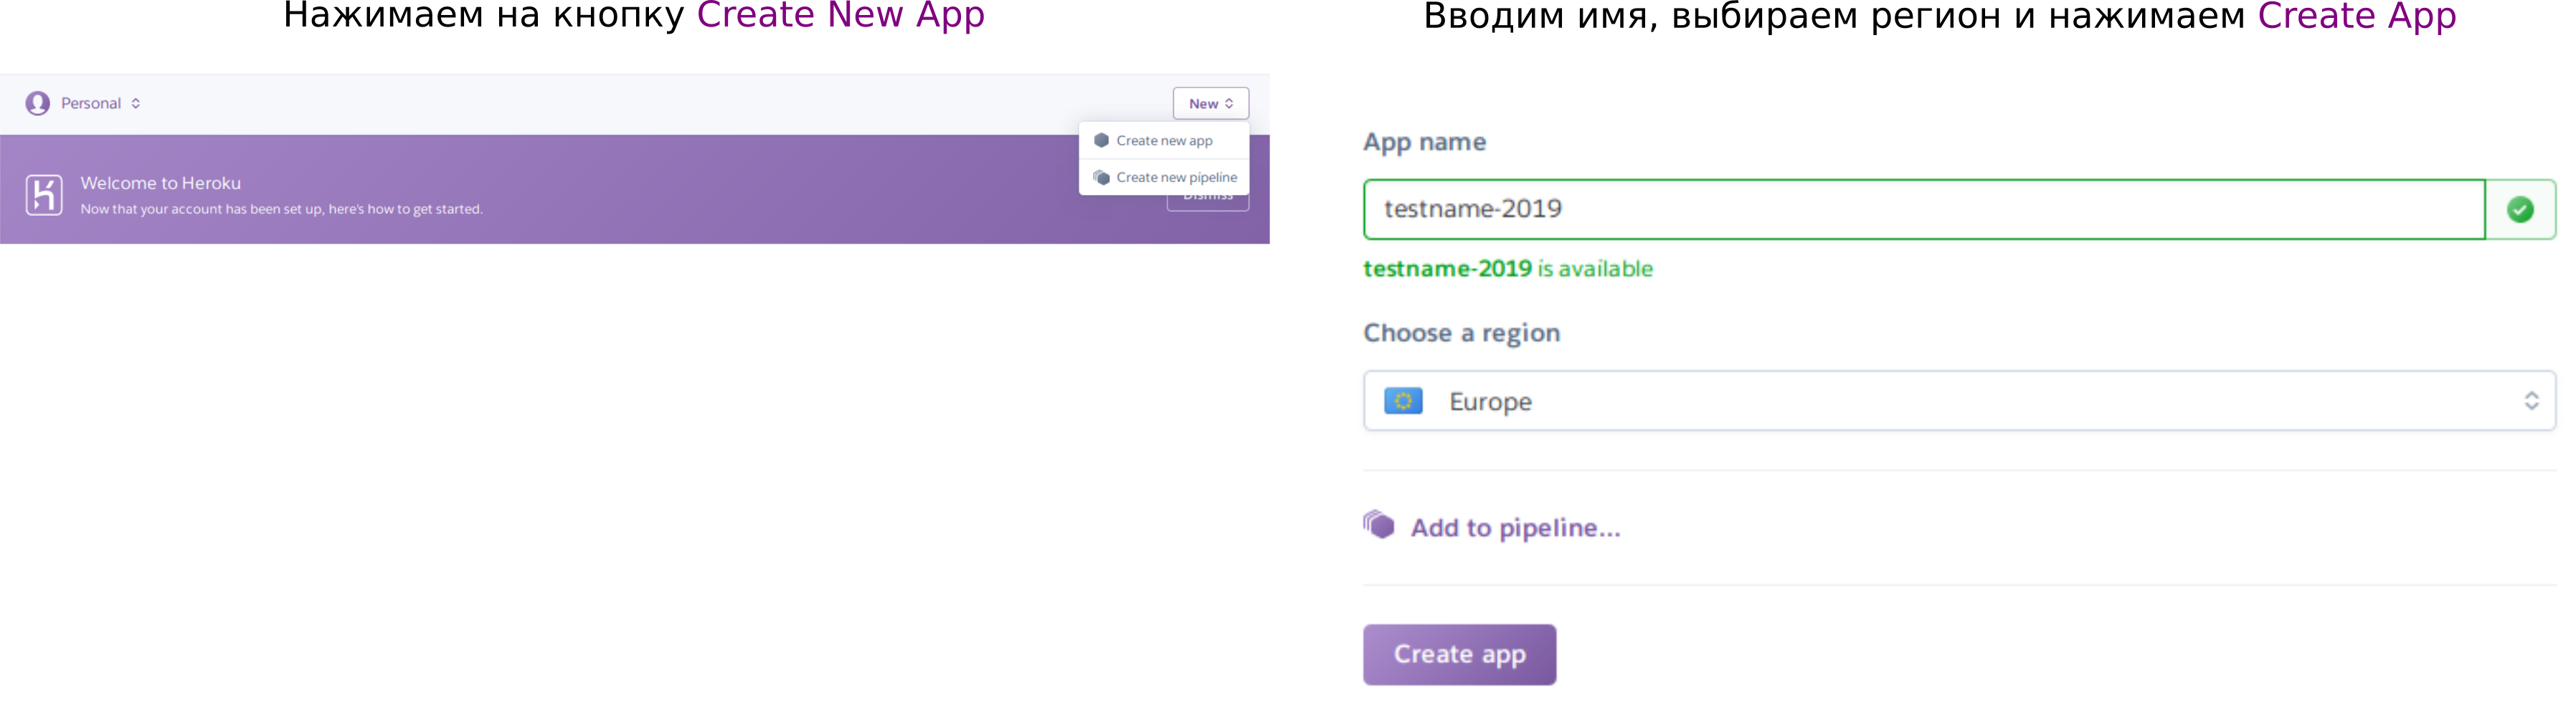 Нажимаем на кнопку Create New App
Personal
New
Create new app
Create new pipeline
Welcome to Heroku
Now that your account has been set up, here's how to get started.
Dismiss
Вводим имя, выбираем регион и нажимаем Create App
App name
testname-2019
testname-2019 is available
Choose a region
Europe
Add to pipeline...
Create app